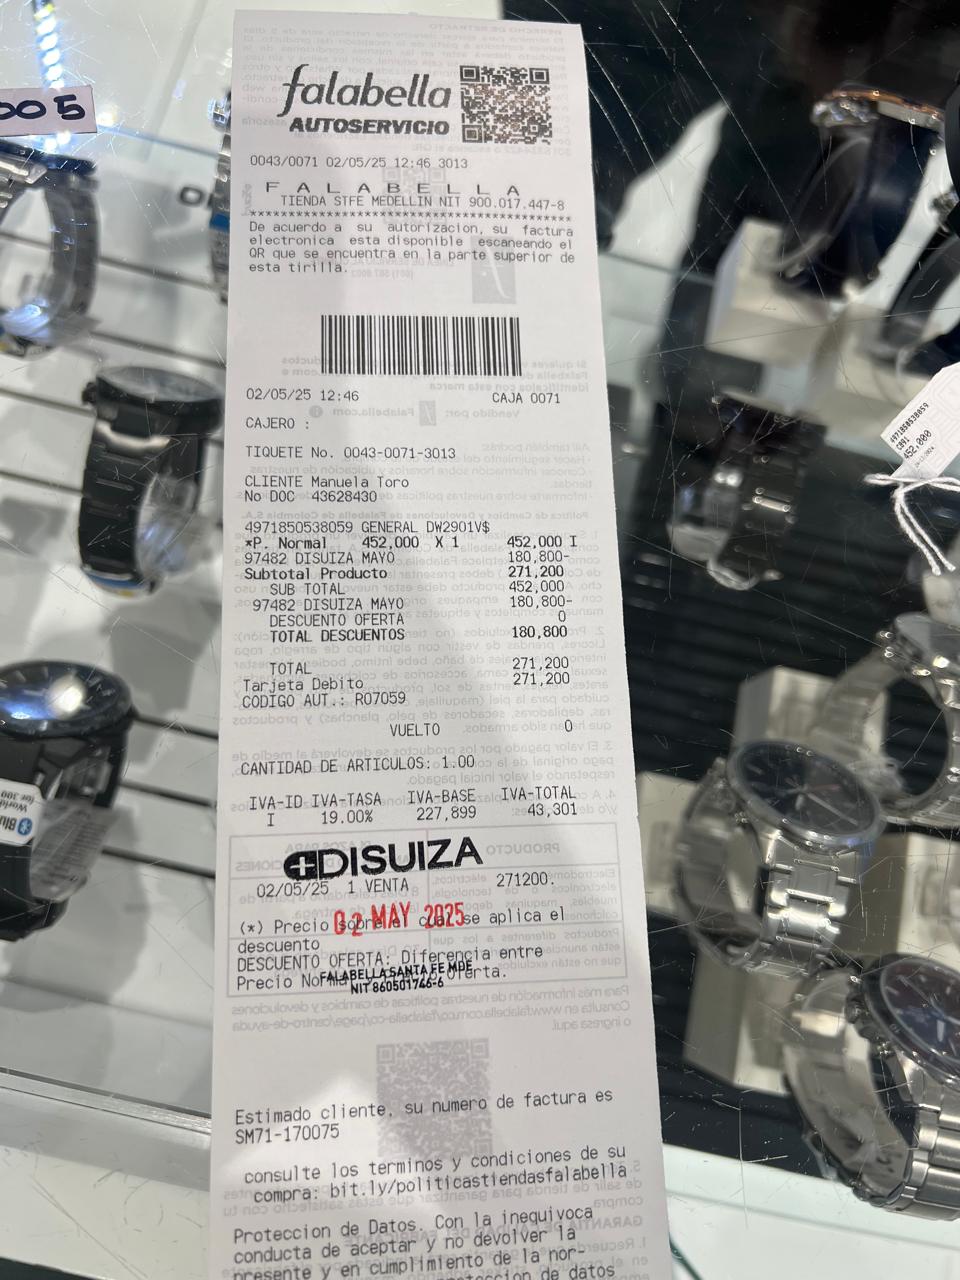 005
falabella
AUTOSERVICIO
0043/0071 02/05/25 12:46 3013
F A L A B E L L A
TIENDA STFE MEDELLIN NIT 900.017.447-8
****************************************
De acuerdo a su autorizacion, su factura
electronica esta disponible escaneando el
QR que se encuentra en la parte superior de
esta tirilla.
02/05/25 12:46 CAJA 0071
CAJERO :
TIQUETE No. 0043-0071-3013
CLIENTE Manuela Toro
No DOC 43628430
4971850538059 GENERAL DW2901V$
*P. Normal 452,000 X 1 452,000 I
97482 DISUIZA MAYO 180,800-
Subtotal Producto 271,200
SUB TOTAL 452,000
97482 DISUIZA MAYO 180,800-
DESCUENTO OFERTA 0
TOTAL DESCUENTOS 180,800
TOTAL 271,200
Tarjeta Debito 271,200
CODIGO AUT.: R07059
VUELTO 0
CANTIDAD DE ARTICULOS: 1.00
IVA-ID IVA-TASA IVA-BASE IVA-TOTAL
I 19.00% 227,899 43,301
DISUIZA
02/05/25 1 VENTA 271200.
02 MAY 2025
(*) Precio sobre el cual se aplica el
descuento
DESCUENTO OFERTA: Diferencia entre
Precio Normal y Oferta.
FALABELLA SANTA FE MDE
NIT 860501746-6
Estimado cliente, su numero de factura es
SM71-170075
consulte los terminos y condiciones de su
compra: bit.ly/politicastiendasfalabella
Proteccion de Datos. Con la inequivoca
conducta de aceptar y no devolver la
presente y en cumplimiento de la nor-
4971850538059
452,000